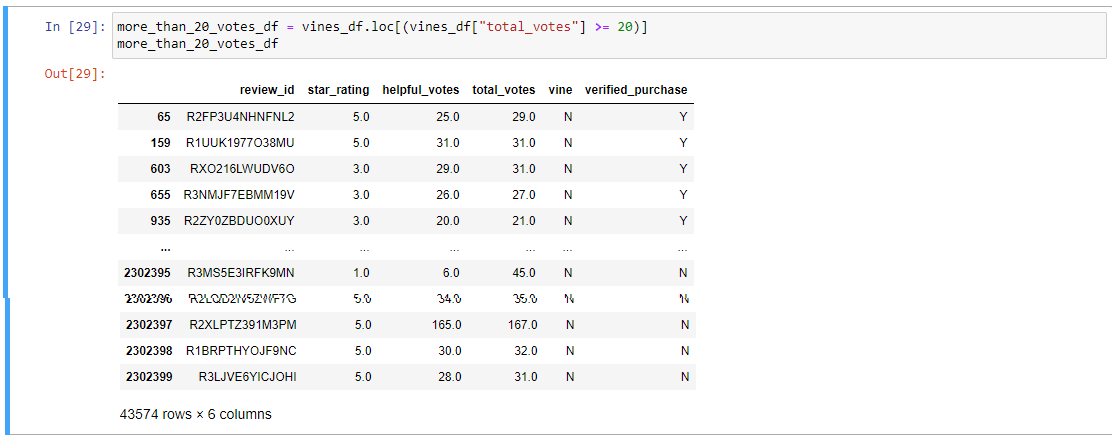 In [29]: more_than_20_votes_df = vines_df.loc[(vines_df["total_votes"] >= 20)]
more_than_20_votes_df
Out[29]:
review_id star_rating helpful_votes total_votes vine verified_purchase
65 R2FP3U4NHNFNL2 5.0 25.0 29.0 N Y
159 R1UUK1977O38MU 5.0 31.0 31.0 N Y
603 RXO216LWUDV6O 3.0 29.0 31.0 N Y
655 R3NMJF7EBMM19V 3.0 26.0 27.0 N Y
935 R2ZY0ZBDUO0XUY 3.0 20.0 21.0 N Y
... ... ... ... ... ... ...
2302395 R3MS5E3IRFK9MN 1.0 6.0 45.0 N N
2302396 5.0 34.0 35.0 N N
2302397 R2XLPTZ391M3PM 5.0 165.0 167.0 N N
2302398 R1BRPTHYOJF9NC 5.0 30.0 32.0 N N
2302399 R3LJVE6YICJOHI 5.0 28.0 31.0 N N
43574 rows × 6 columns